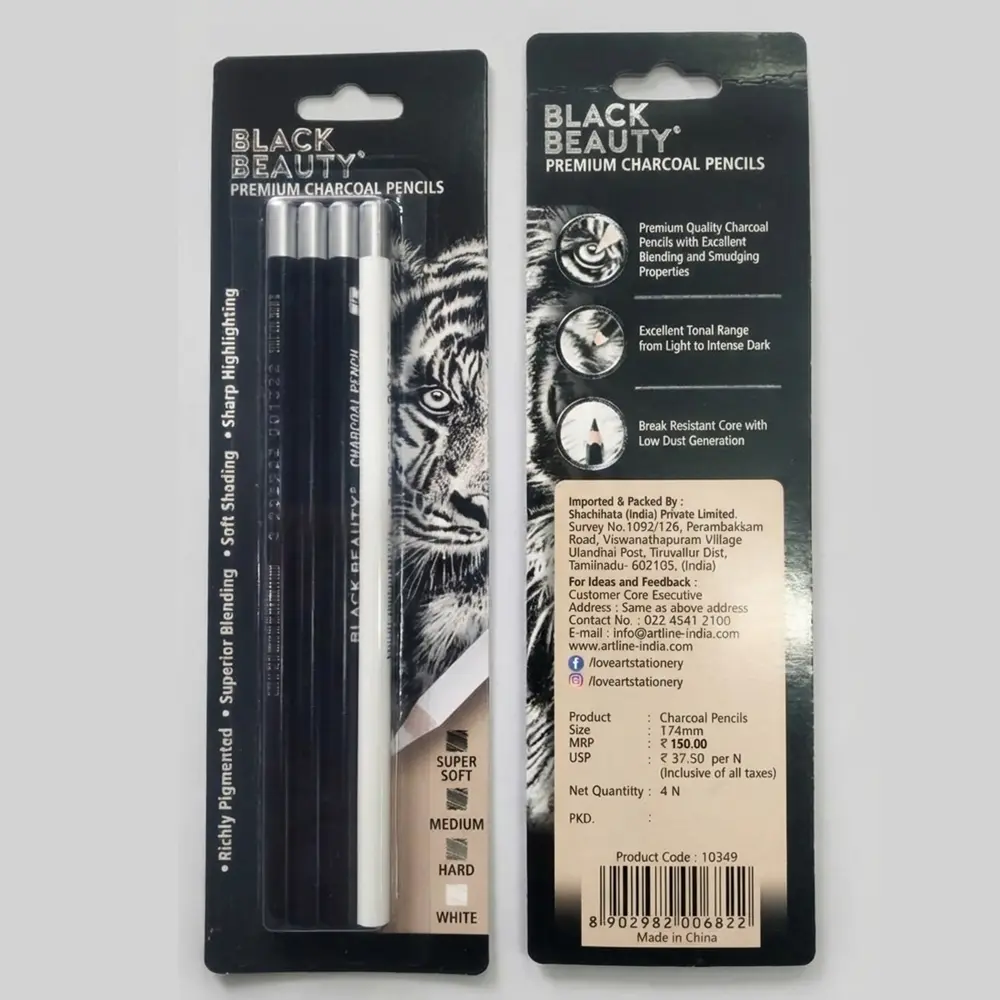 BLACK
BEAUTY®
PREMIUM CHARCOAL PENCILS
• Richly Pigmented • Superior Blending • Soft Shading • Sharp Highlighting
BLACK BEAUTY® CHARCOAL PENCIL
SUPER
SOFT
MEDIUM
HARD
WHITE
BLACK
BEAUTY®
PREMIUM CHARCOAL PENCILS
Premium Quality Charcoal
Pencils with Excellent
Blending and Smudging
Properties
Excellent Tonal Range
from Light to Intense Dark
Break Resistant Core with
Low Dust Generation
Imported & Packed By :
Shachihata (India) Private Limited.
Survey No.1092/126, Perambaksam
Road, Viswanathapuram Village
Ulandhai Post, Tiruvallur Dist,
Tamilnadu- 602105, (India)
For Ideas and Feedback :
Customer Core Esecutive
Address : Same as above address
Contact No. : 022 4541 2100
E-mail : info@artline-india.com
www.artline-india.com
/loveartstationery
/loveartstationery
Product : Charcoal Pencils
Size : 174mm
MRP : ₹ 150.00
USP : ₹ 37.50 per N
(Inclusive of all taxes)
Net Quantitty : 4 N
PKD. :
Product Code : 10349
8 902982 006822
Made in China